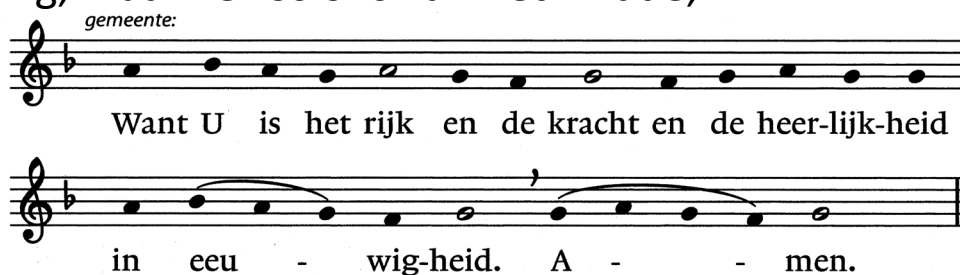 gemeente:
Want U is het rijk en de kracht en de heer-lijk-heid
in eeu - wig-heid. A - - men.